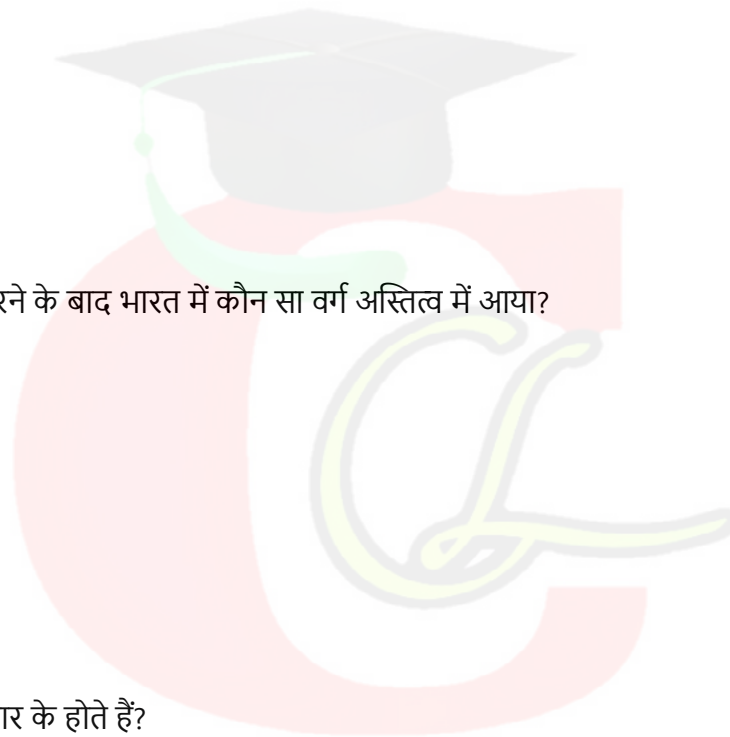 रने के बाद भारत में कौन सा वर्ग अस्तित्व में आया?
ार के होते हैं?